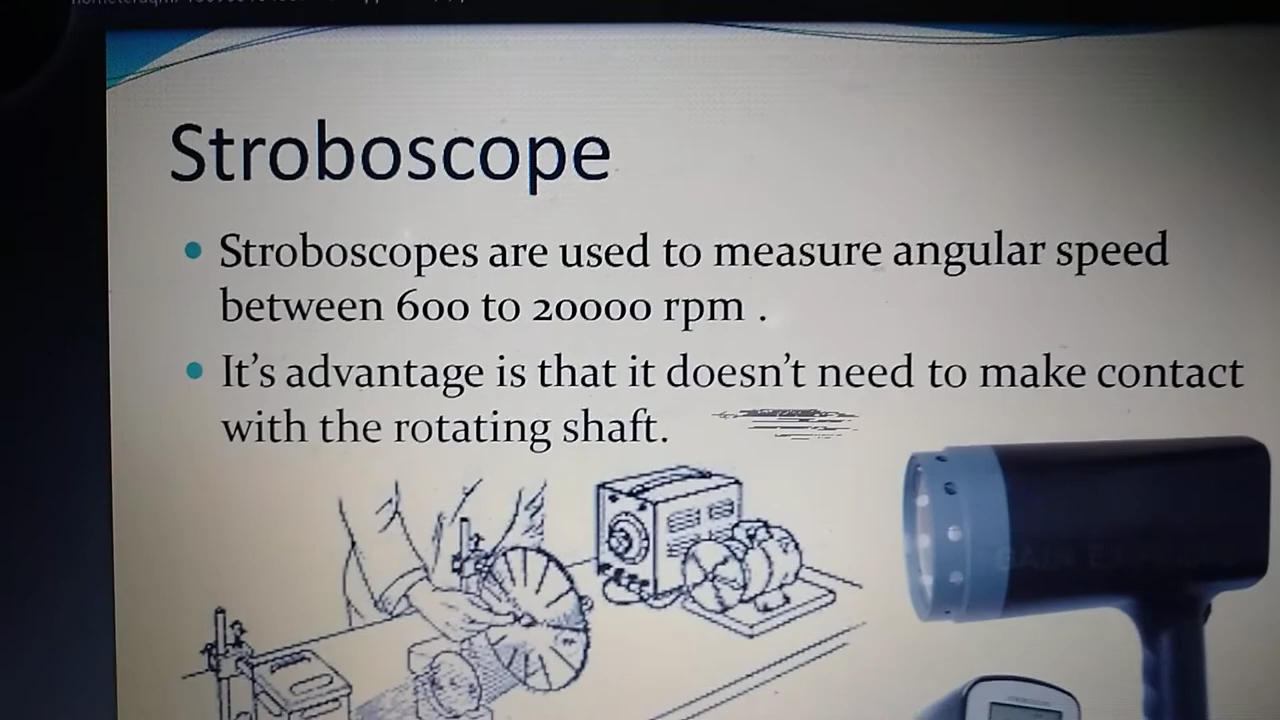 Stroboscope
• Stroboscopes are used to measure angular speed
between 600 to 20000 rpm .
• It's advantage is that it doesn't need to make contact
with the rotating shaft.